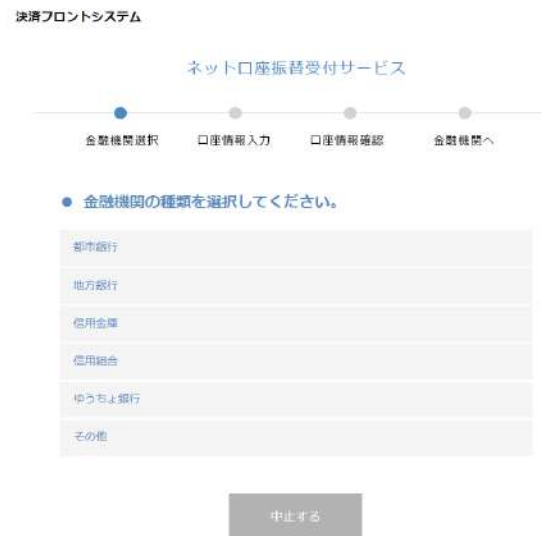 決済フロントシステム
ネット口座振替受付サービス
金融機関選択 口座情報入力 口座情報確認 金融機関へ
● 金融機関の種類を選択してください。
都市銀行
地方銀行
信用金庫
信用組合
ゆうちょ銀行
その他
中止する